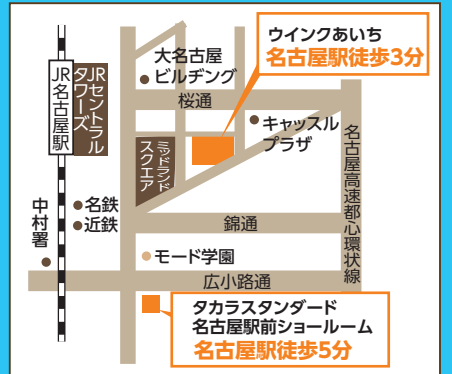 ウインクあいち
名古屋駅徒歩3分
大名古屋
ビルヂング
桜通
キャッスル
プラザ
JR名古屋駅
JRセントラル
タワーズ
ミッドランド
スクエア
名古屋高速都心環状線
中村署
名鉄
近鉄
錦通
モード学園
広小路通
タカラスタンダード
名古屋駅前ショールーム
名古屋駅徒歩5分